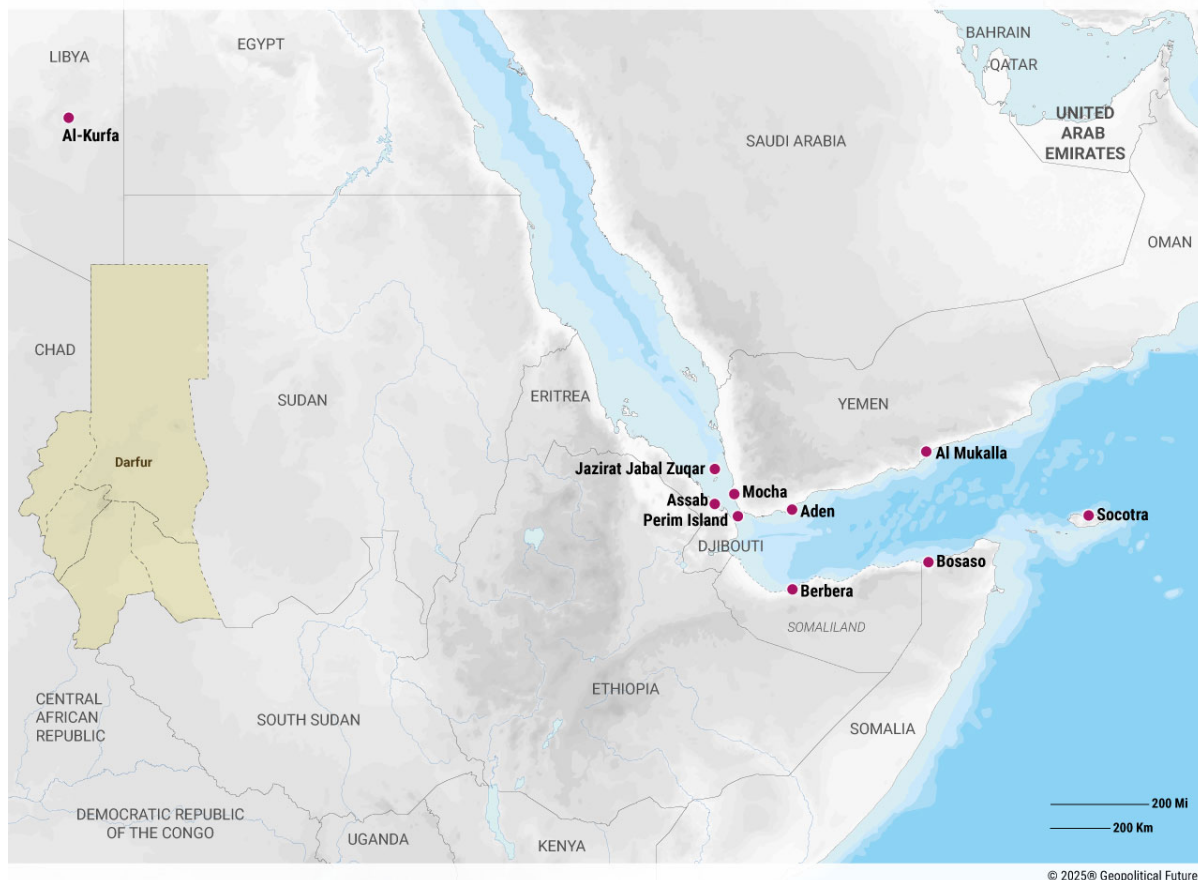 LIBYA
EGYPT
BAHRAIN
QATAR
UNITED
ARAB
EMIRATES
Al-Kurfa
SAUDI ARABIA
OMAN
CHAD
SUDAN
ERITREA
YEMEN
Darfur
Jazirat Jabal Zuqar
Al Mukalla
Assab
Mocha
Perim Island
Aden
Socotra
DJIBOUTI
Bosaso
Berbera
SOMALILAND
CENTRAL
AFRICAN
REPUBLIC
SOUTH SUDAN
ETHIOPIA
SOMALIA
DEMOCRATIC REPUBLIC
OF THE CONGO
UGANDA
KENYA
200 Mi
200 Km
© 2025® Geopolitical Future